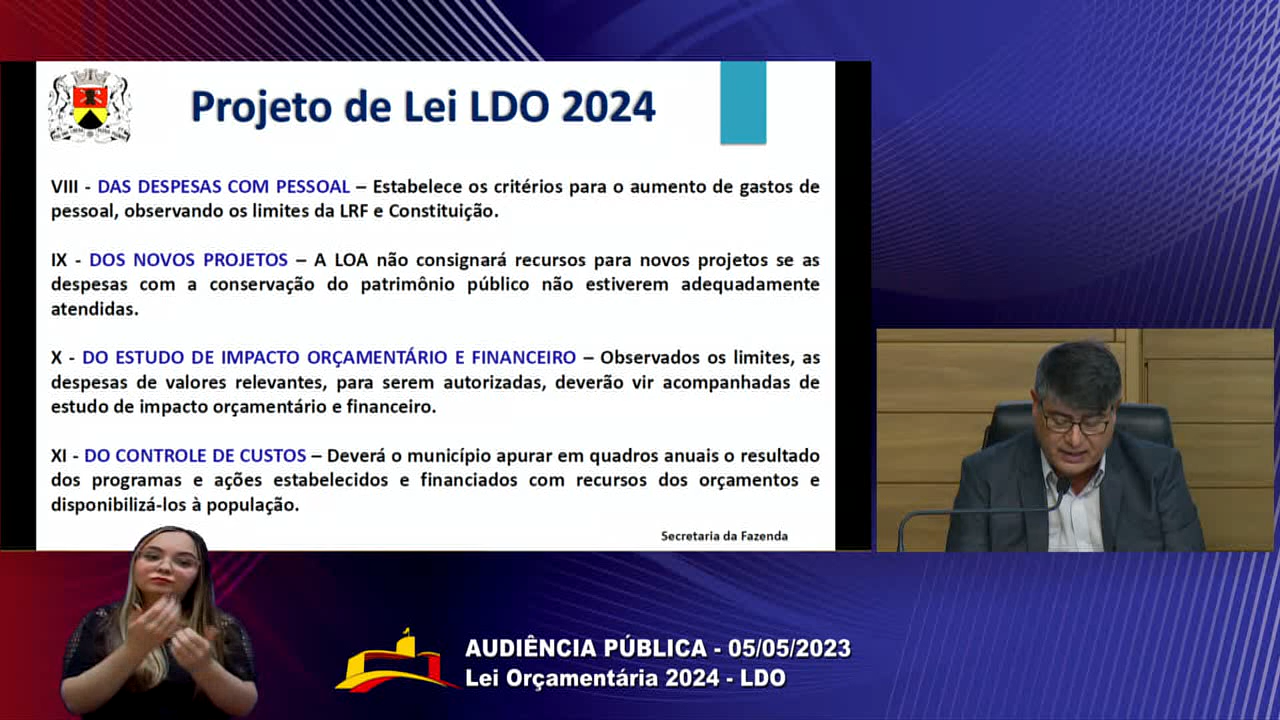 Projeto de Lei LDO 2024
VIII - DAS DESPESAS COM PESSOAL – Estabelece os critérios para o aumento de gastos de
pessoal, observando os limites da LRF e Constituição.
IX - DOS NOVOS PROJETOS – A LOA não consignará recursos para novos projetos se as
despesas com a conservação do patrimônio público não estiverem adequadamente
atendidas.
X - DO ESTUDO DE IMPACTO ORÇAMENTÁRIO E FINANCEIRO – Observados os limites, as
despesas de valores relevantes, para serem autorizadas, deverão vir acompanhadas de
estudo de impacto orçamentário e financeiro.
XI - DO CONTROLE DE CUSTOS – Deverá o município apurar em quadros anuais o resultado
dos programas e ações estabelecidos e financiados com recursos dos orçamentos e
disponibilizá-los à população.
Secretaria da Fazenda
AUDIÊNCIA PÚBLICA - 05/05/2023
Lei Orçamentária 2024 - LDO